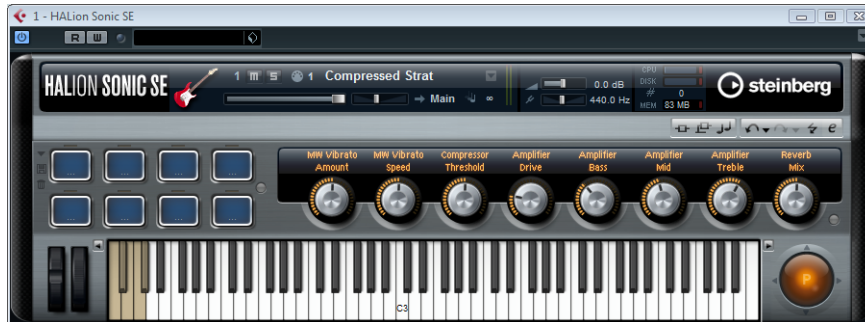 1 - HALion Sonic SE
R W
HALION SONIC SE
1 M S 1 Compressed Strat
Main ∞
0.0 dB
440.0 Hz
CPU
DISK
# 0
MEM 83 MB
steinberg
e
MW Vibrato Amount
MW Vibrato Speed
Compressor Threshold
Amplifier Drive
Amplifier Bass
Amplifier Mid
Amplifier Treble
Reverb Mix
... ... ... ...
... ... ... ...
C3
P